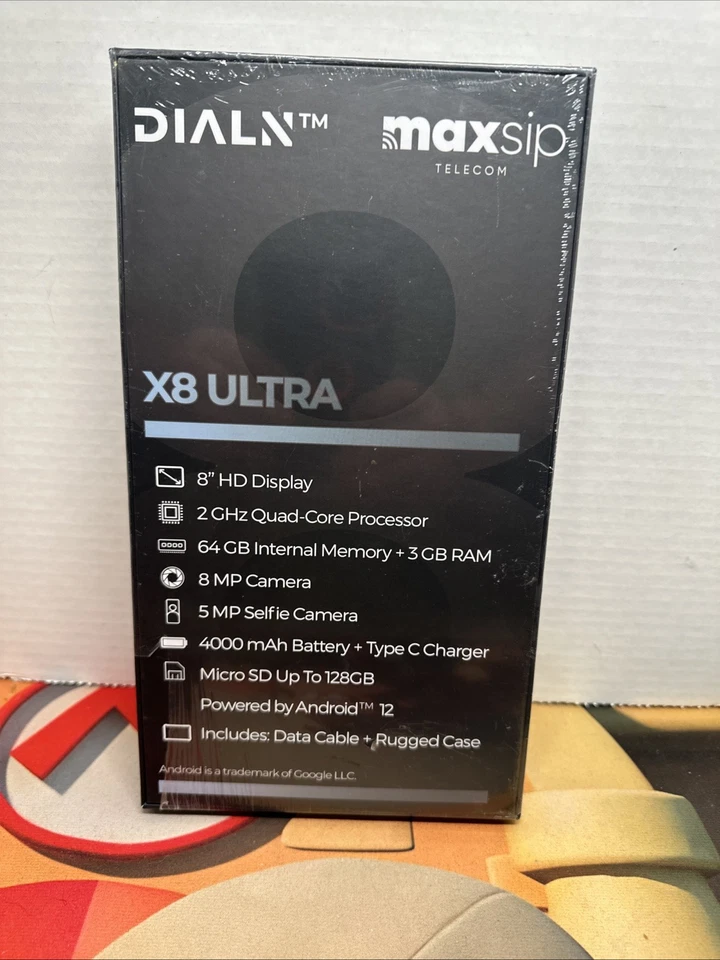 DIALN™
maxsip
TELECOM
X8 ULTRA
8” HD Display
2 GHz Quad-Core Processor
64 GB Internal Memory + 3 GB RAM
8 MP Camera
5 MP Selfie Camera
4000 mAh Battery + Type C Charger
Micro SD Up To 128GB
Powered by Android™ 12
Includes: Data Cable + Rugged Case
Android is a trademark of Google LLC.